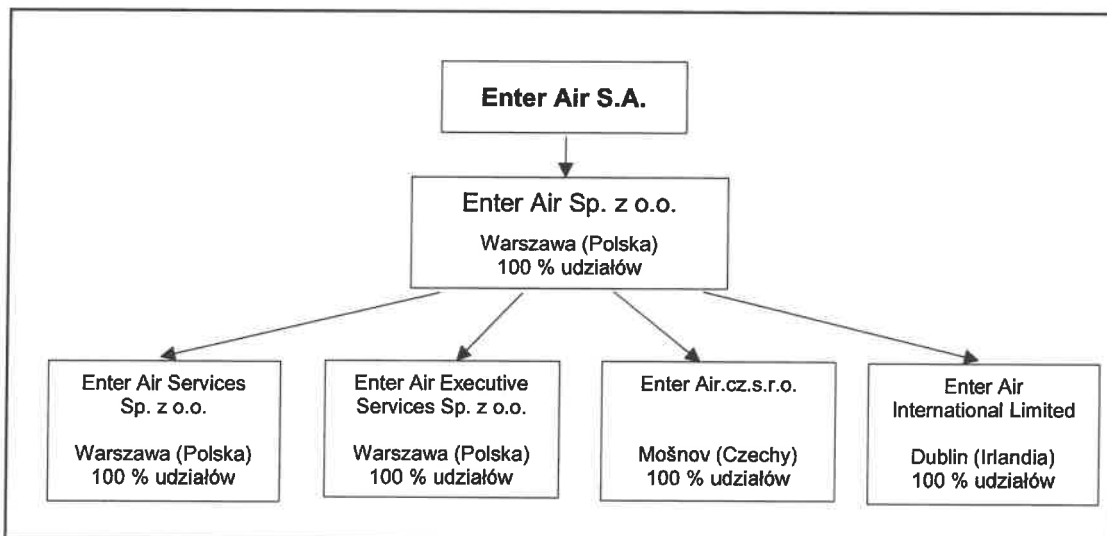 Enter Air S.A.
Enter Air Sp. z o.o.
Warszawa (Polska)
100 % udziałów
Enter Air Services
Sp. z o.o.
Warszawa (Polska)
100 % udziałów
Enter Air Executive
Services Sp. z o.o.
Warszawa (Polska)
100 % udziałów
Enter Air.cz.s.r.o.
Mošnov (Czechy)
100 % udziałów
Enter Air
International Limited
Dublin (Irlandia)
100 % udziałów